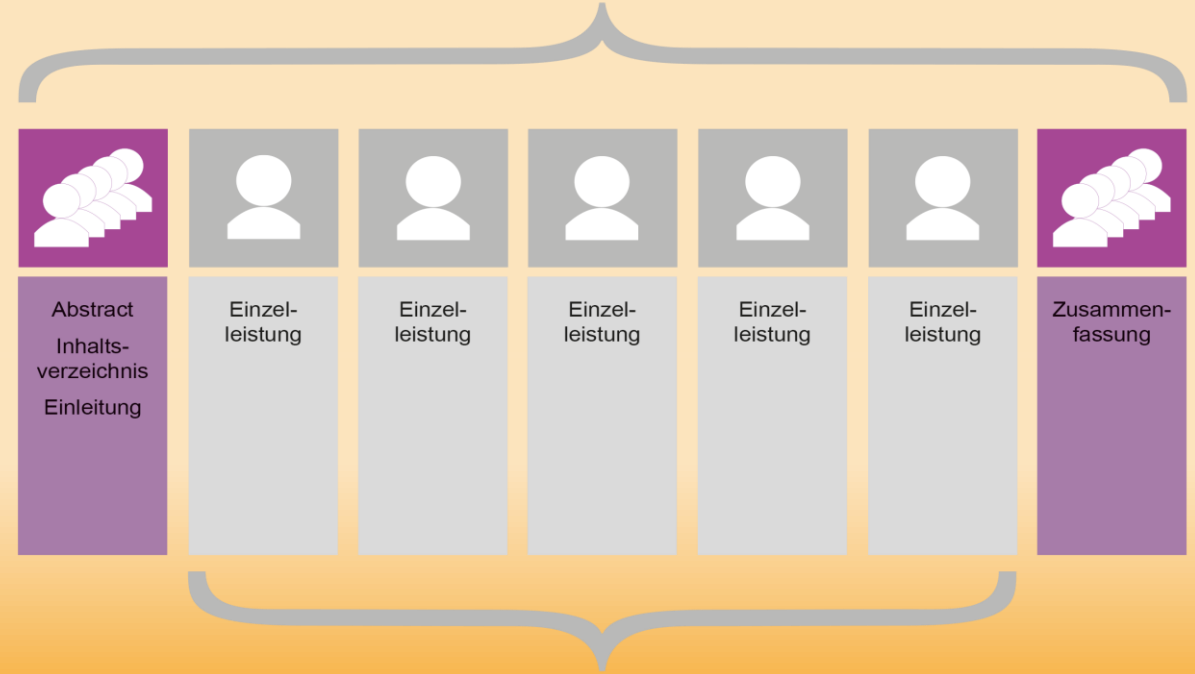 Abstract
Inhalts-
verzeichnis
Einleitung
Einzel-
leistung
Einzel-
leistung
Einzel-
leistung
Einzel-
leistung
Einzel-
leistung
Zusammen-
fassung